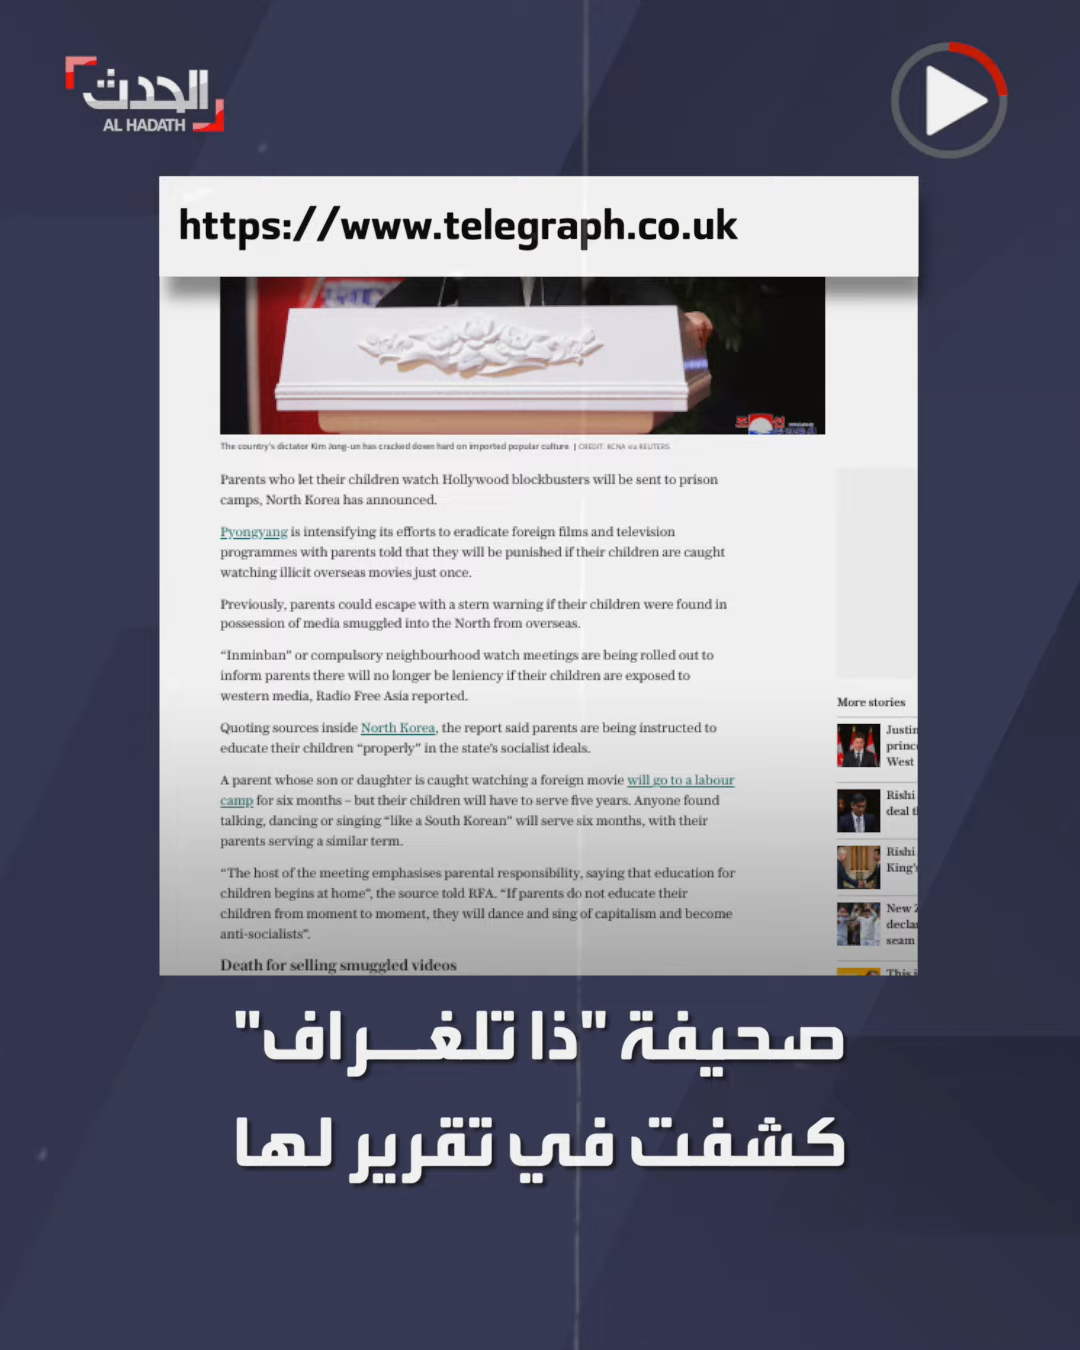 الحدث
AL HADATH
https://www.telegraph.co.uk
The country's dictator Kim Jong-un has cracked down hard on imported popular culture | CREDIT: KCNA via REUTERS
Parents who let their children watch Hollywood blockbusters will be sent to prison
camps, North Korea has announced.
Pyongyang is intensifying its efforts to eradicate foreign films and television
programmes with parents told that they will be punished if their children are caught
watching illicit overseas movies just once.
Previously, parents could escape with a stern warning if their children were found in
possession of media smuggled into the North from overseas.
“Inminban” or compulsory neighbourhood watch meetings are being rolled out to
inform parents there will no longer be leniency if their children are exposed to
western media, Radio Free Asia reported.
Quoting sources inside North Korea, the report said parents are being instructed to
educate their children “properly” in the state’s socialist ideals.
A parent whose son or daughter is caught watching a foreign movie will go to a labour
camp for six months – but their children will have to serve five years. Anyone found
talking, dancing or singing “like a South Korean” will serve six months, with their
parents serving a similar term.
“The host of the meeting emphasises parental responsibility, saying that education for
children begins at home”, the source told RFA. “If parents do not educate their
children from moment to moment, they will dance and sing of capitalism and become
anti-socialists”.
Death for selling smuggled videos
More stories
Justin
princ
West
Rishi
deal t
Rishi
King's
New Z
declar
seam
This i
صحيفة "ذا تلغراف"
كشفت في تقرير لها